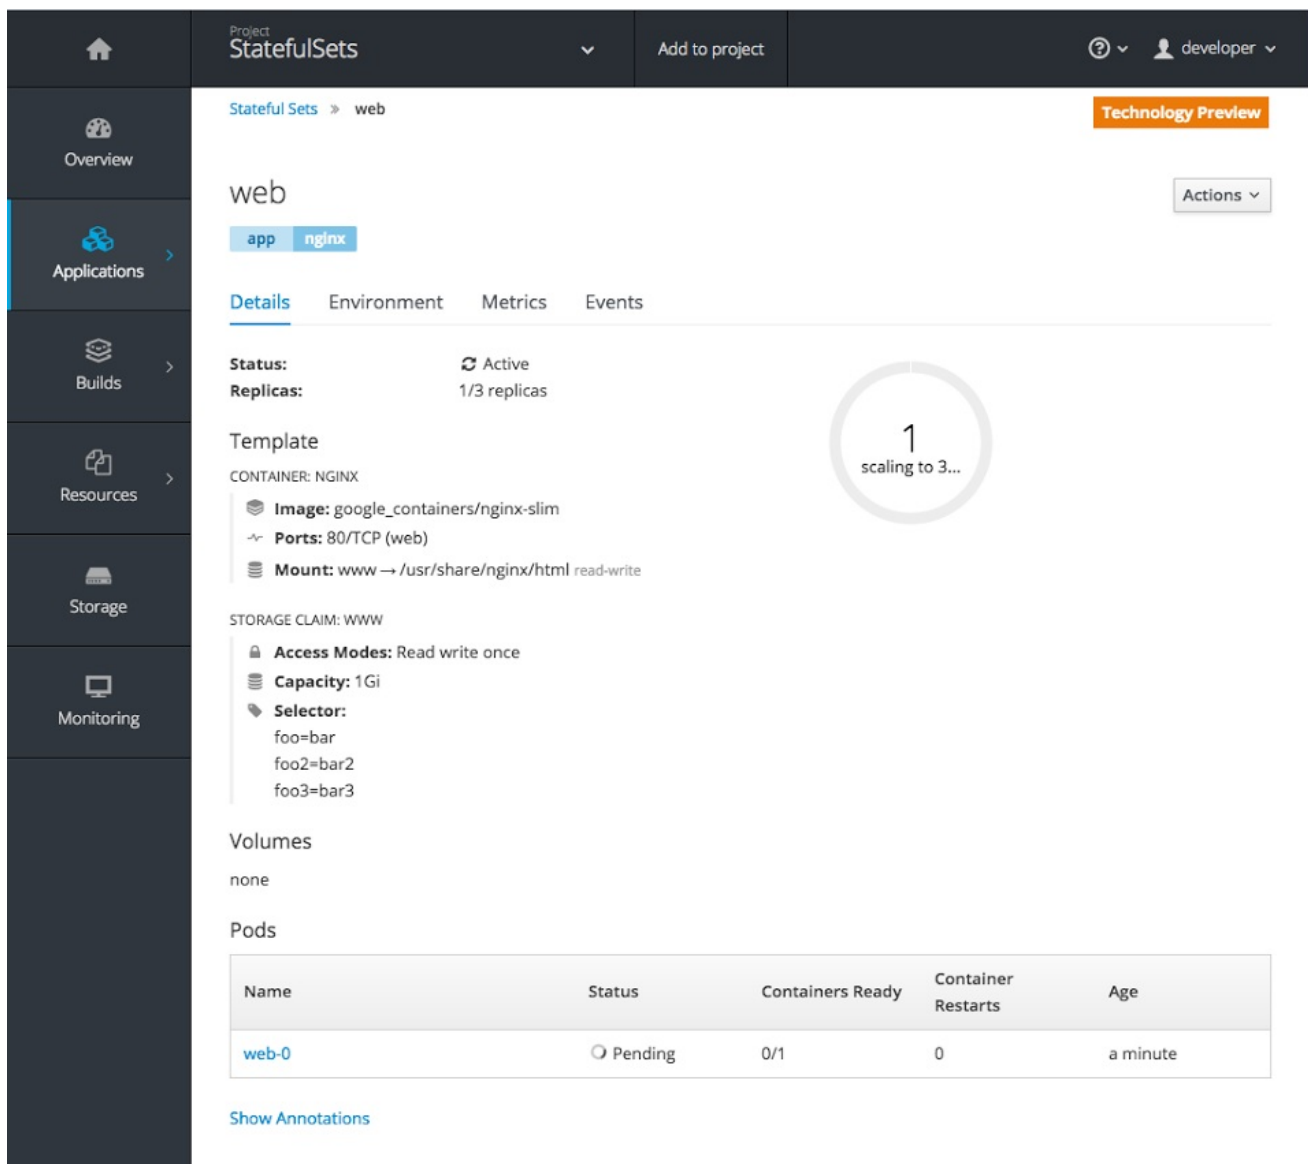 Project
StatefulSets
Add to project
developer
Overview
Applications
Builds
Resources
Storage
Monitoring
Stateful Sets » web
Technology Preview
web
Actions
app nginx
Details Environment Metrics Events
Status: Active
Replicas: 1/3 replicas
1
scaling to 3...
Template
CONTAINER: NGINX
Image: google_containers/nginx-slim
Ports: 80/TCP (web)
Mount: www → /usr/share/nginx/html read-write
STORAGE CLAIM: WWW
Access Modes: Read write once
Capacity: 1Gi
Selector:
foo=bar
foo2=bar2
foo3=bar3
Volumes
none
Pods
Name Status Containers Ready Container Restarts Age
web-0 Pending 0/1 0 a minute
Show Annotations